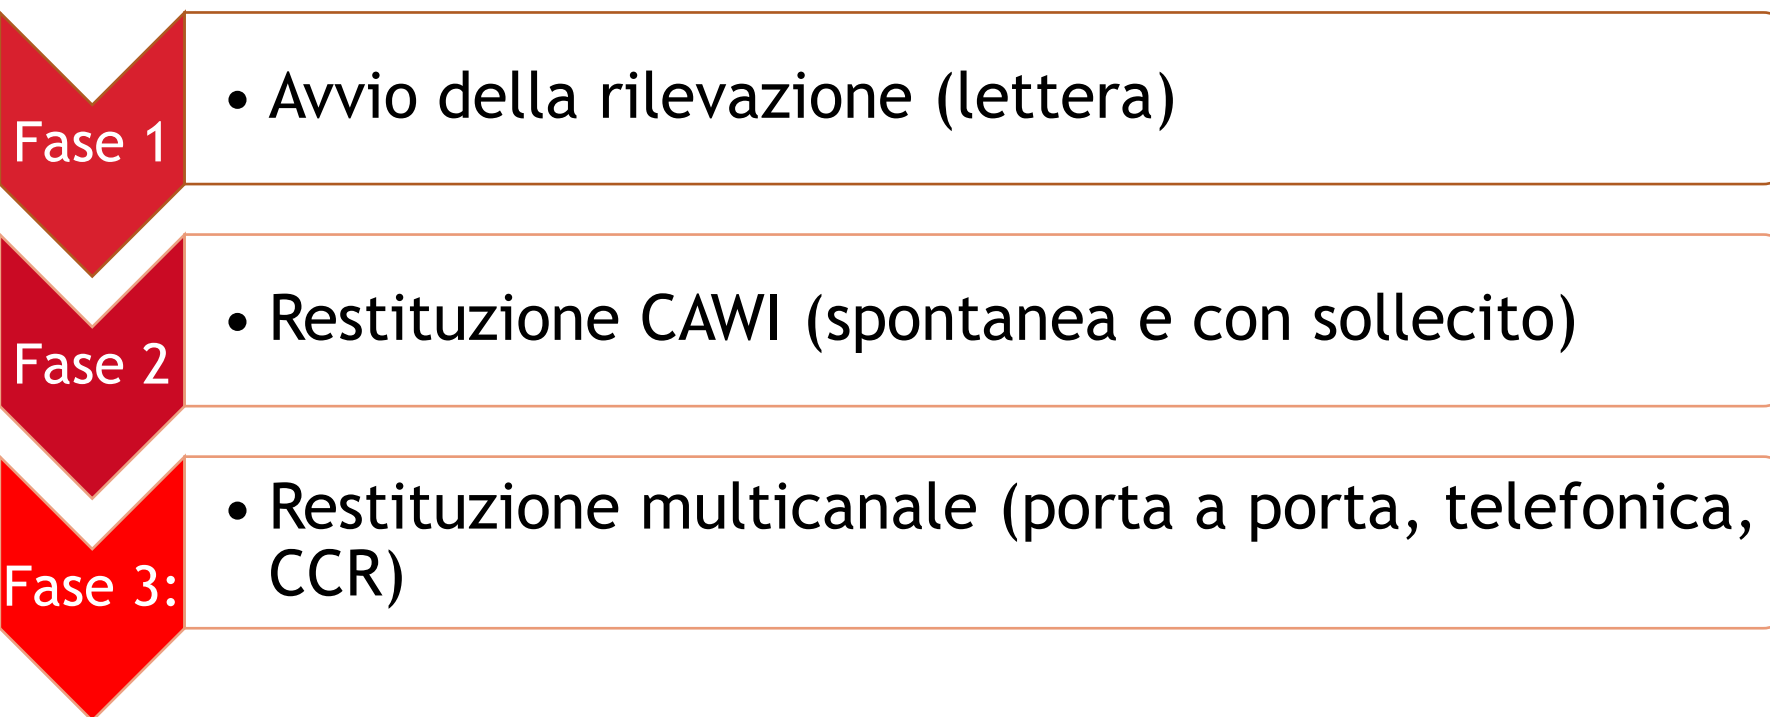 Fase 1
• Avvio della rilevazione (lettera)
Fase 2
• Restituzione CAWI (spontanea e con sollecito)
Fase 3:
• Restituzione multicanale (porta a porta, telefonica,
CCR)